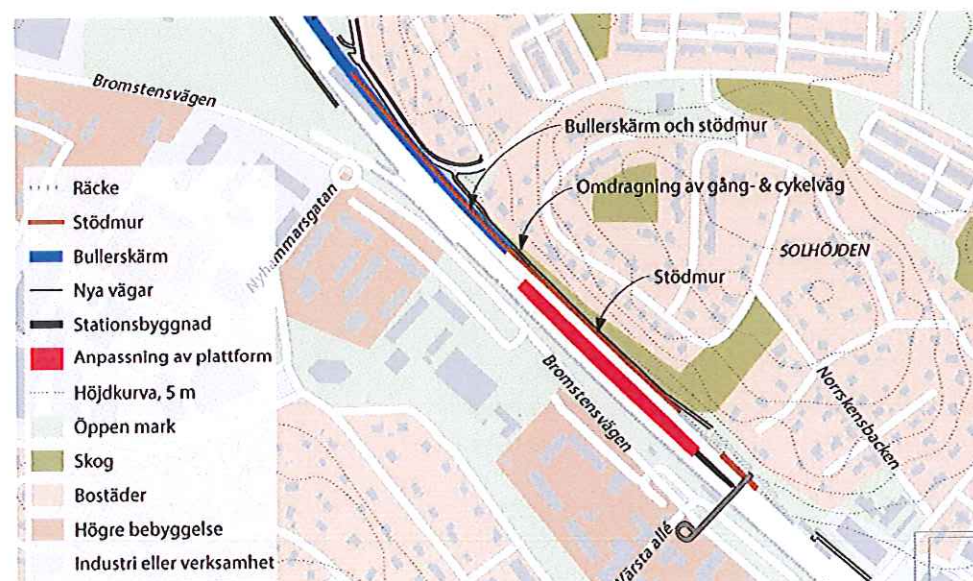 Bromstensvägen
Bullerskärm och stödmur
Omdragning av gång- & cykelväg
SOLHÖJDEN
Stödmur
Nyhammarsgatan
Bromstensvägen
Norrskensbacken
Värsta allé
Räcke
Stödmur
Bullerskärm
Nya vägar
Stationsbyggnad
Anpassning av plattform
Höjdkurva, 5 m
Öppen mark
Skog
Bostäder
Högre bebyggelse
Industri eller verksamhet